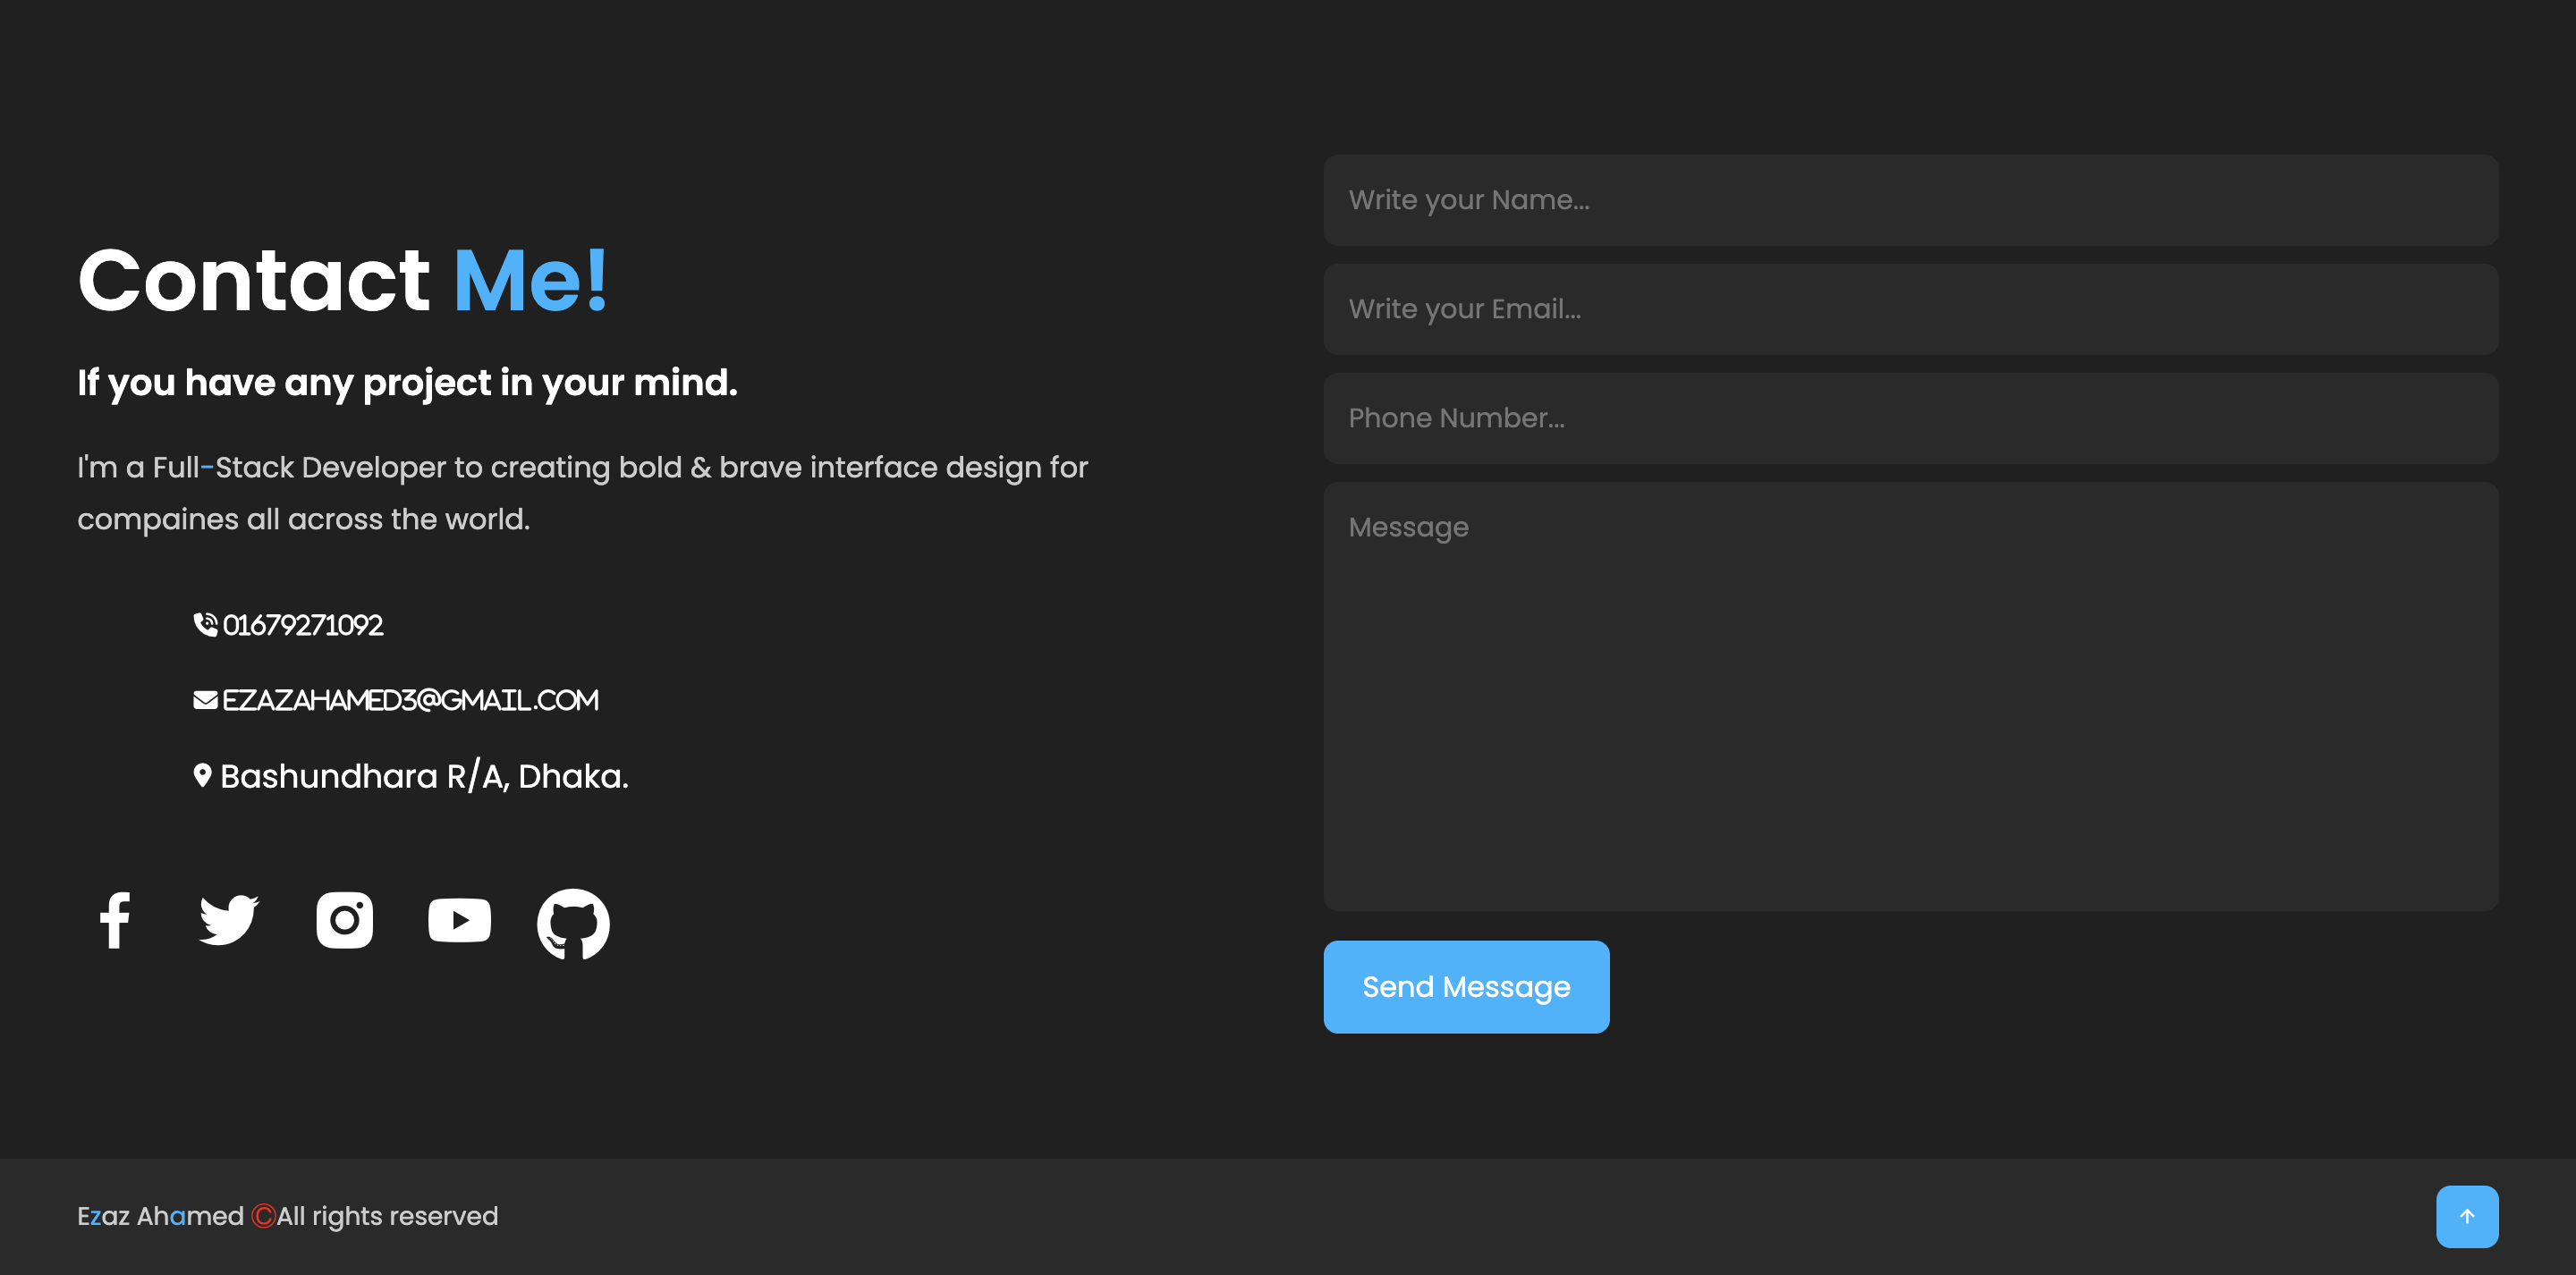 Contact Me!
If you have any project in your mind.
I'm a Full-Stack Developer to creating bold & brave interface design for
compaines all across the world.
01679271092
EZAZAHAMED3@GMAIL.COM
Bashundhara R/A, Dhaka.
Write your Name...
Write your Email...
Phone Number...
Message
Send Message
Ezaz Ahamed ©All rights reserved